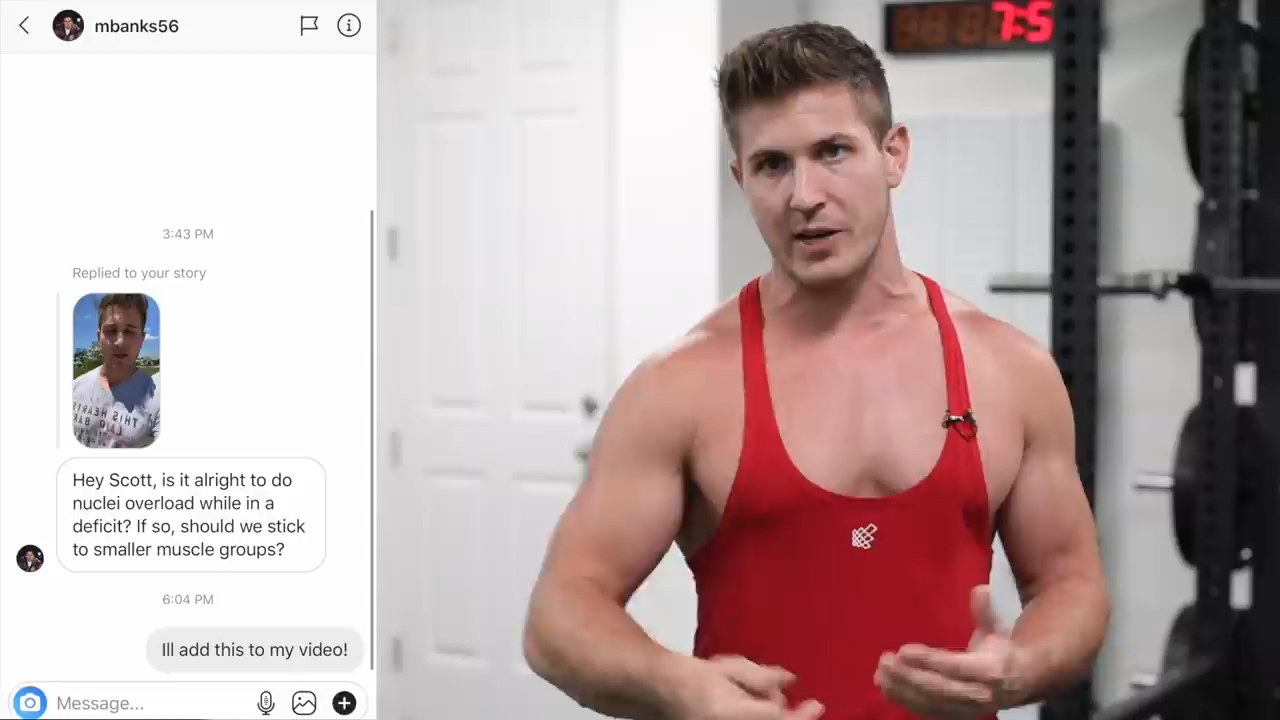 mbanks56
3:43 PM
Replied to your story
Hey Scott, is it alright to do
nuclei overload while in a
deficit? If so, should we stick
to smaller muscle groups?
6:04 PM
Ill add this to my video!
Message...
7:5